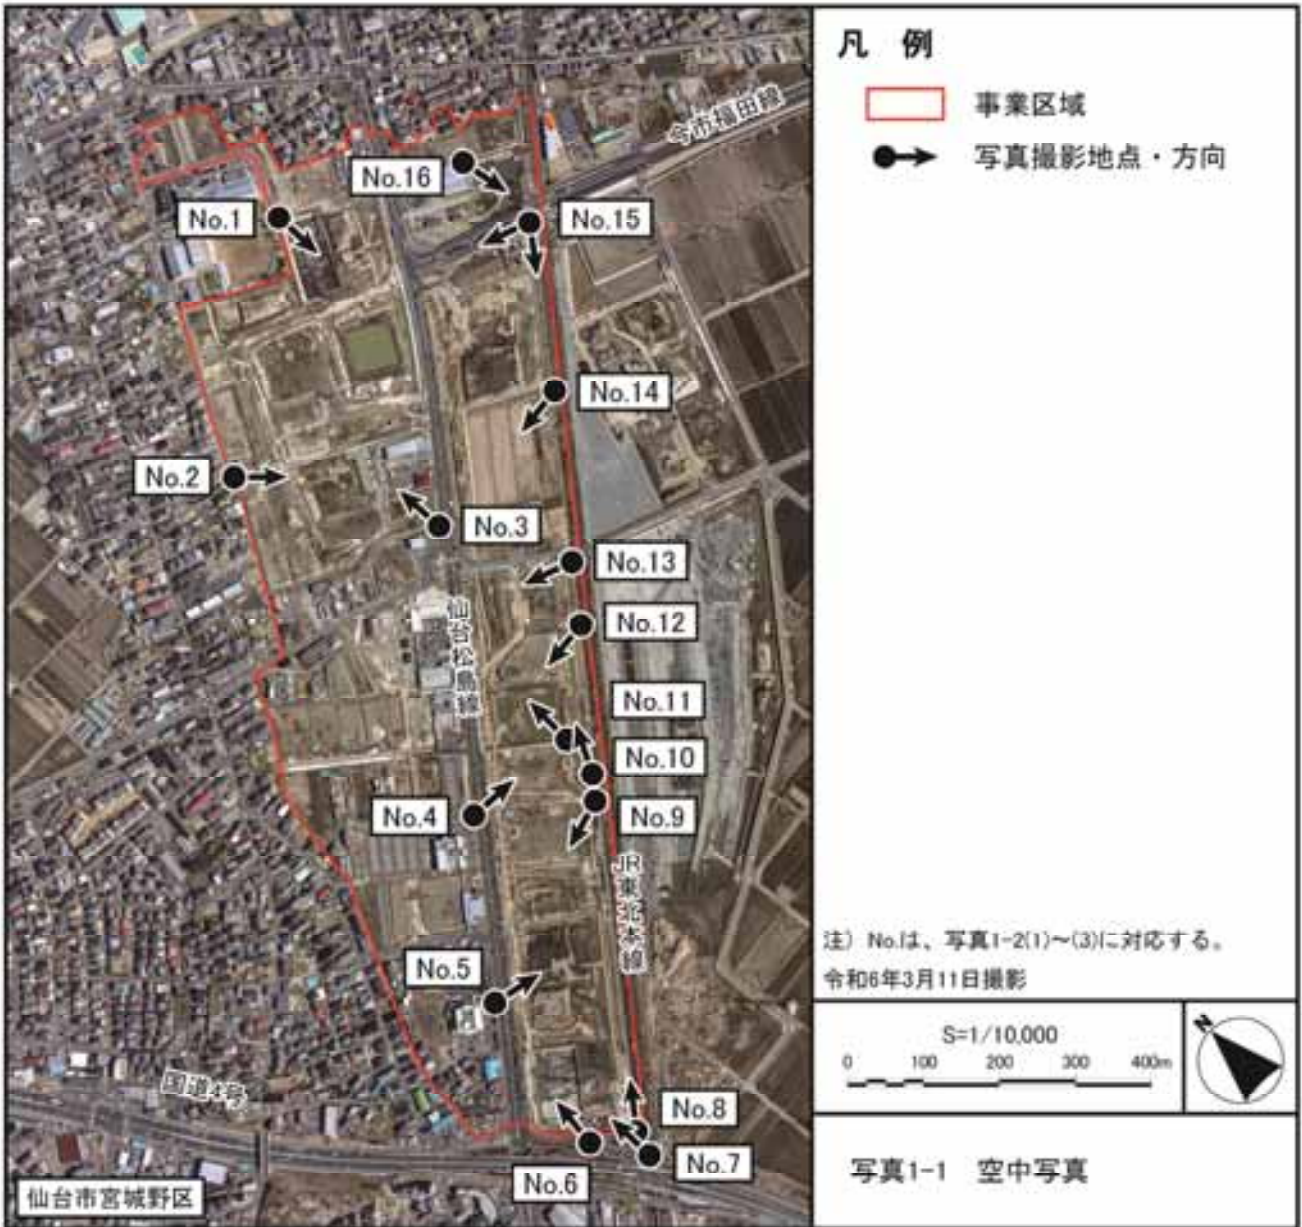 凡 例
事業区域
写真撮影地点・方向
今市福田線
No.16
No.1
No.15
No.14
No.2
No.3
No.13
No.12
仙台松島線
No.11
No.10
No.4
No.9
JR東北本線
No.5
国道4号
No.8
No.7
No.6
仙台市宮城野区
注) No.は、写真1-2(1)~(3)に対応する。
令和6年3月11日撮影
S=1/10,000
0 100 200 300 400m
N
写真1-1 空中写真